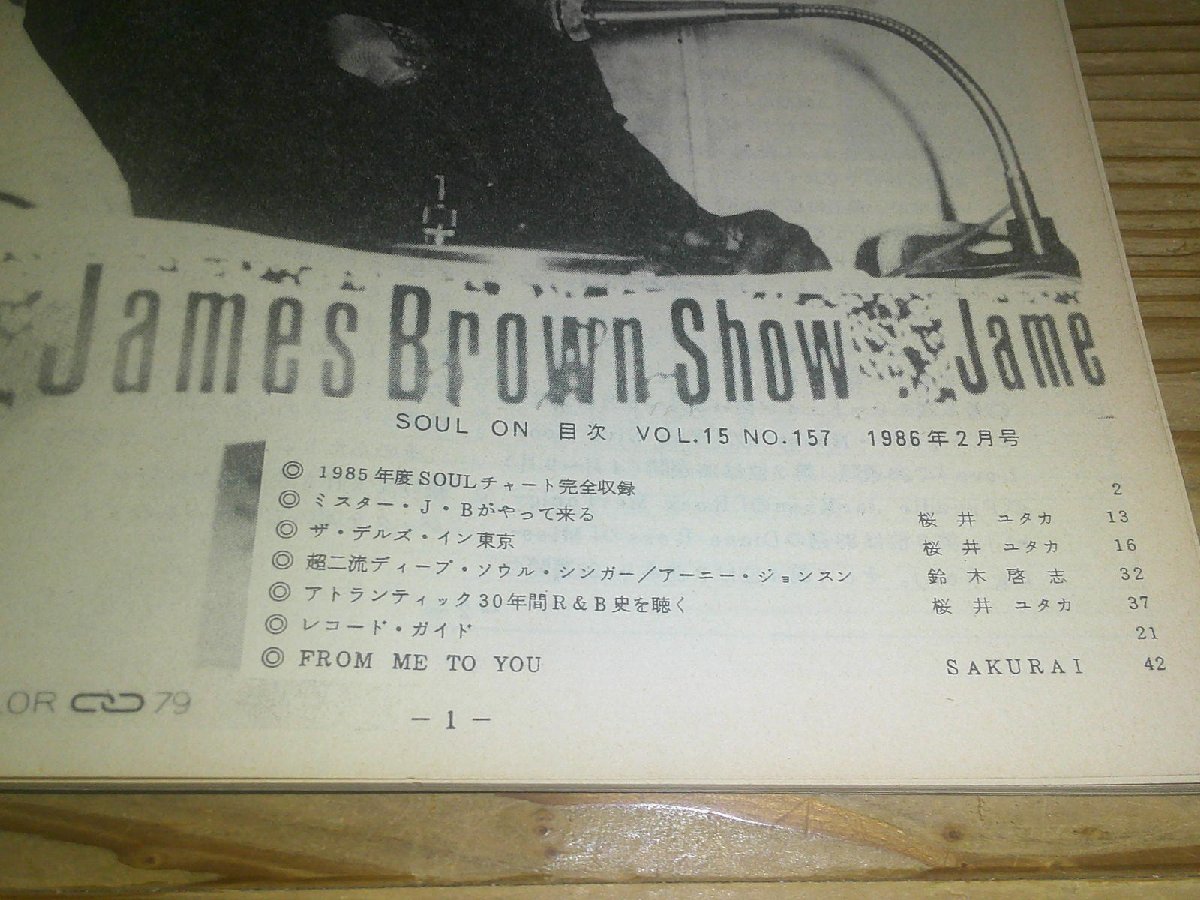 James Brown Show Jame
SOUL ON 目次 VOL.15 NO.157 1986年2月号
◎ 1985年度SOULチャート完全収録 2
◎ ミスター・J・Bがやって来る 桜井ユタカ 13
◎ ザ・デルズ・イン東京 桜井ユタカ 16
◎ 超二流ディープ・ソウル・シンガー/アーニー・ジョンスン 鈴木啓志 32
◎ アトランティック30年間R&B史を聴く 桜井ユタカ 37
◎ レコード・ガイド 21
◎ FROM ME TO YOU SAKURAI 42
LOR 79
— 1 —